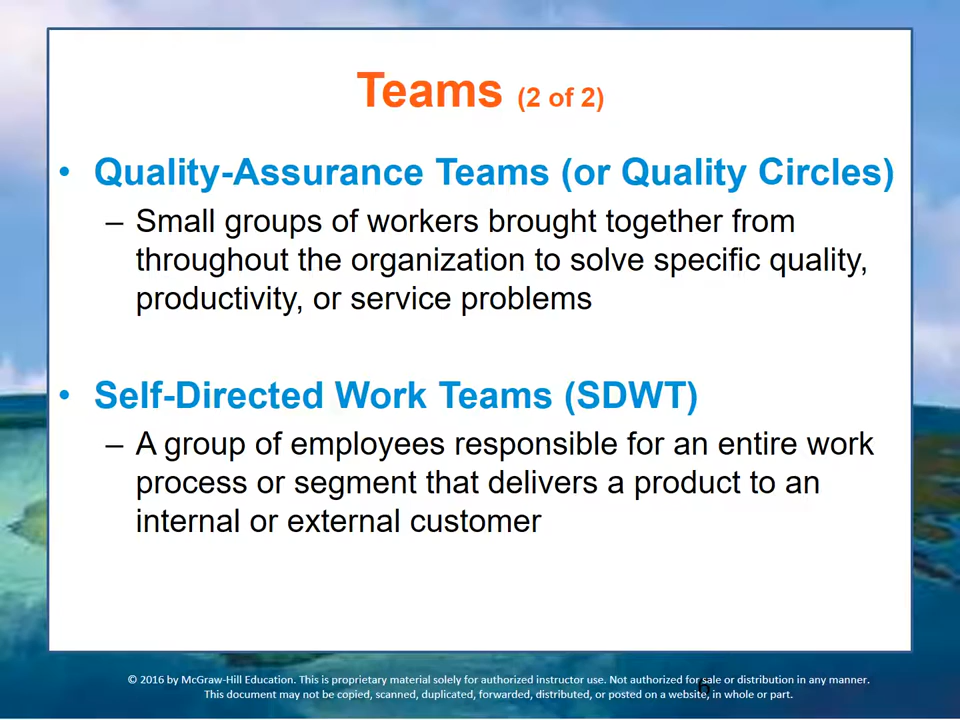 Teams (2 of 2)
• Quality-Assurance Teams (or Quality Circles)
– Small groups of workers brought together from
throughout the organization to solve specific quality,
productivity, or service problems
• Self-Directed Work Teams (SDWT)
– A group of employees responsible for an entire work
process or segment that delivers a product to an
internal or external customer
© 2016 by McGraw-Hill Education. This is proprietary material solely for authorized instructor use. Not authorized for sale or distribution in any manner.
This document may not be copied, scanned, duplicated, forwarded, distributed, or posted on a website, in whole or part.